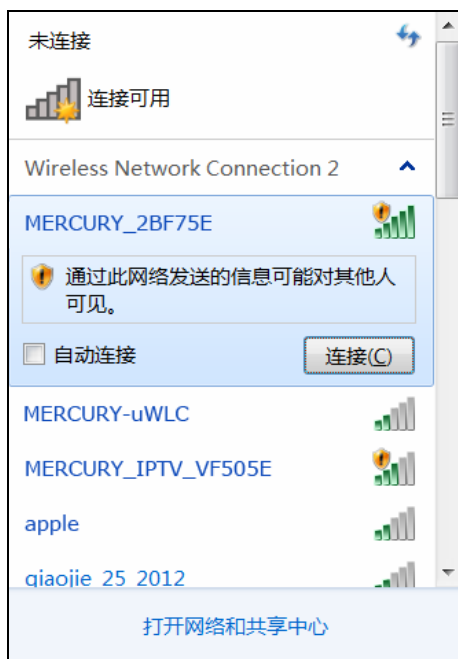 未连接
连接可用
Wireless Network Connection 2
MERCURY_2BF75E
通过此网络发送的信息可能对其他人
可见。
自动连接
连接(C)
MERCURY-uWLC
MERCURY_IPTV_VF505E
apple
qiaojie_25_2012
打开网络和共享中心